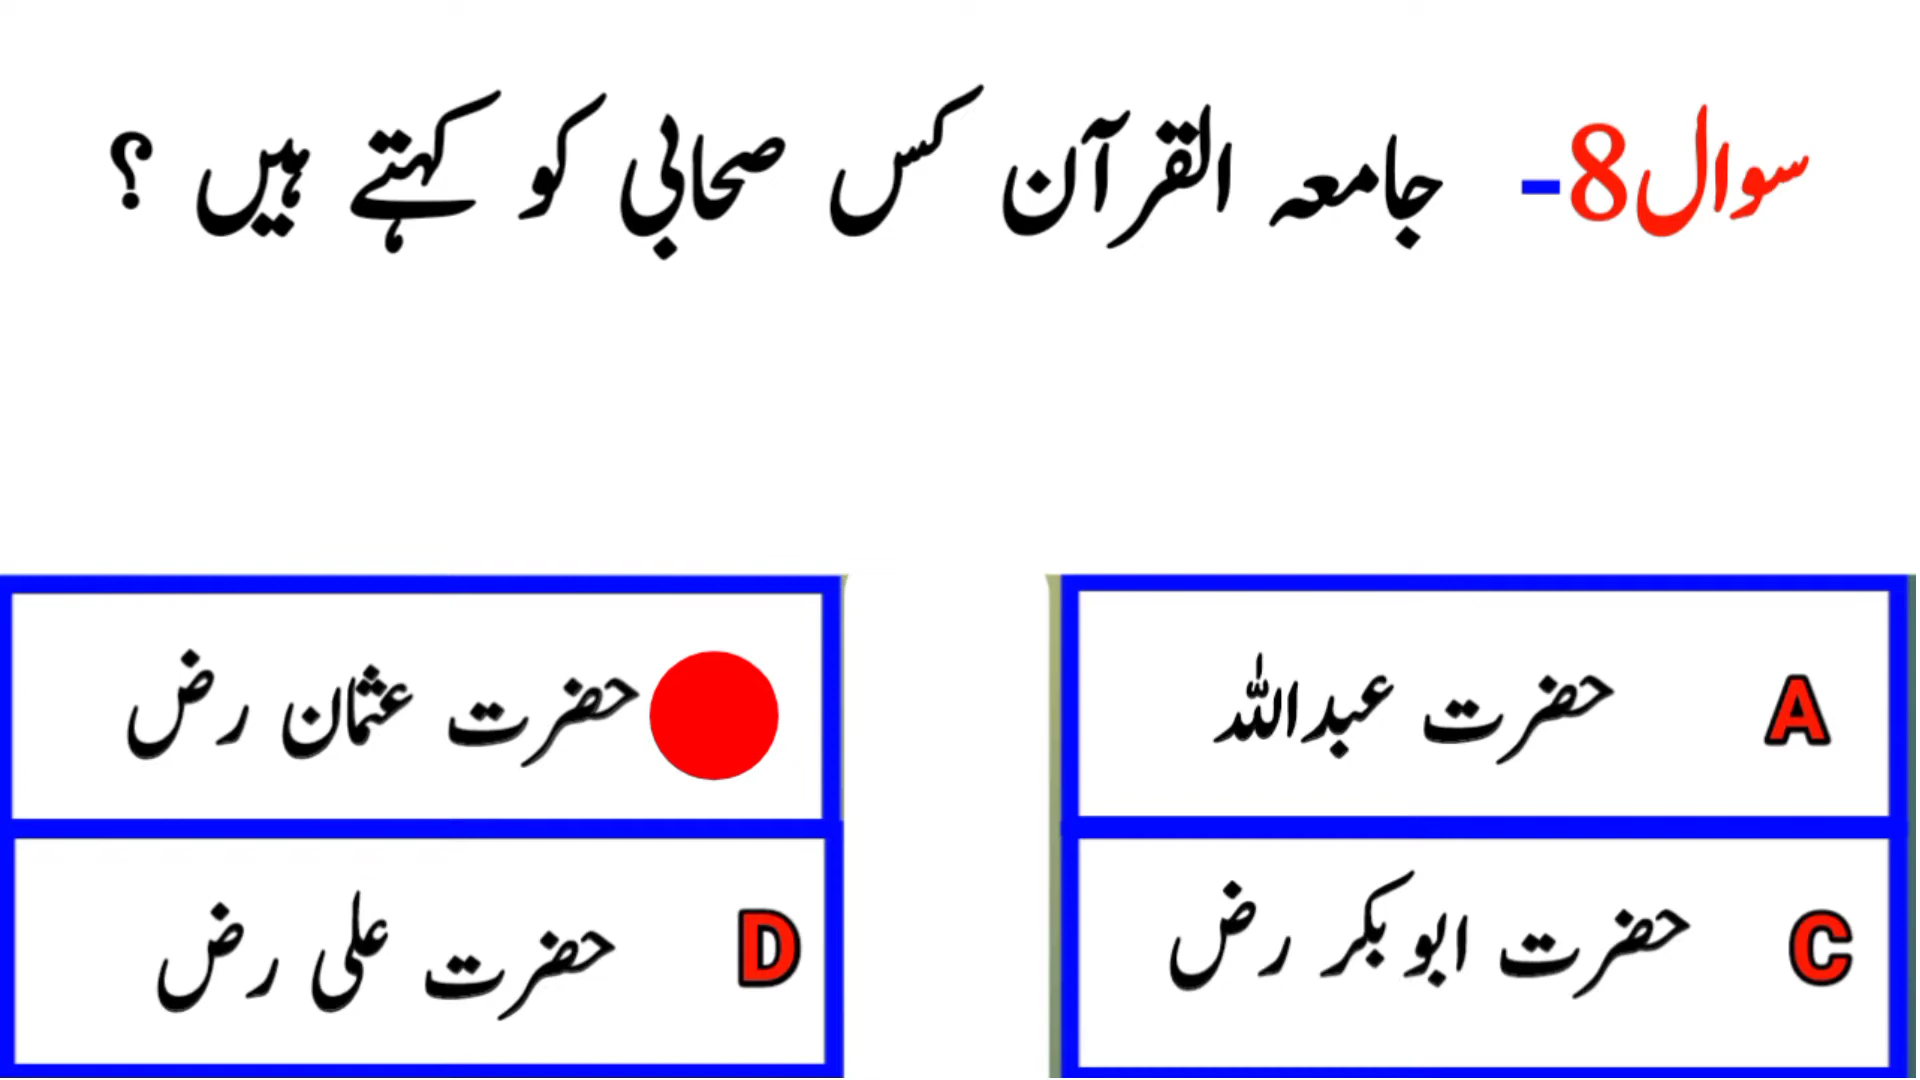 سوال8- جامعہ القرآن کس صحابی کو کہتے ہیں ؟
A حضرت عبداللہ
حضرت عثمان رض
C حضرت ابوبکر رض
D حضرت علی رض